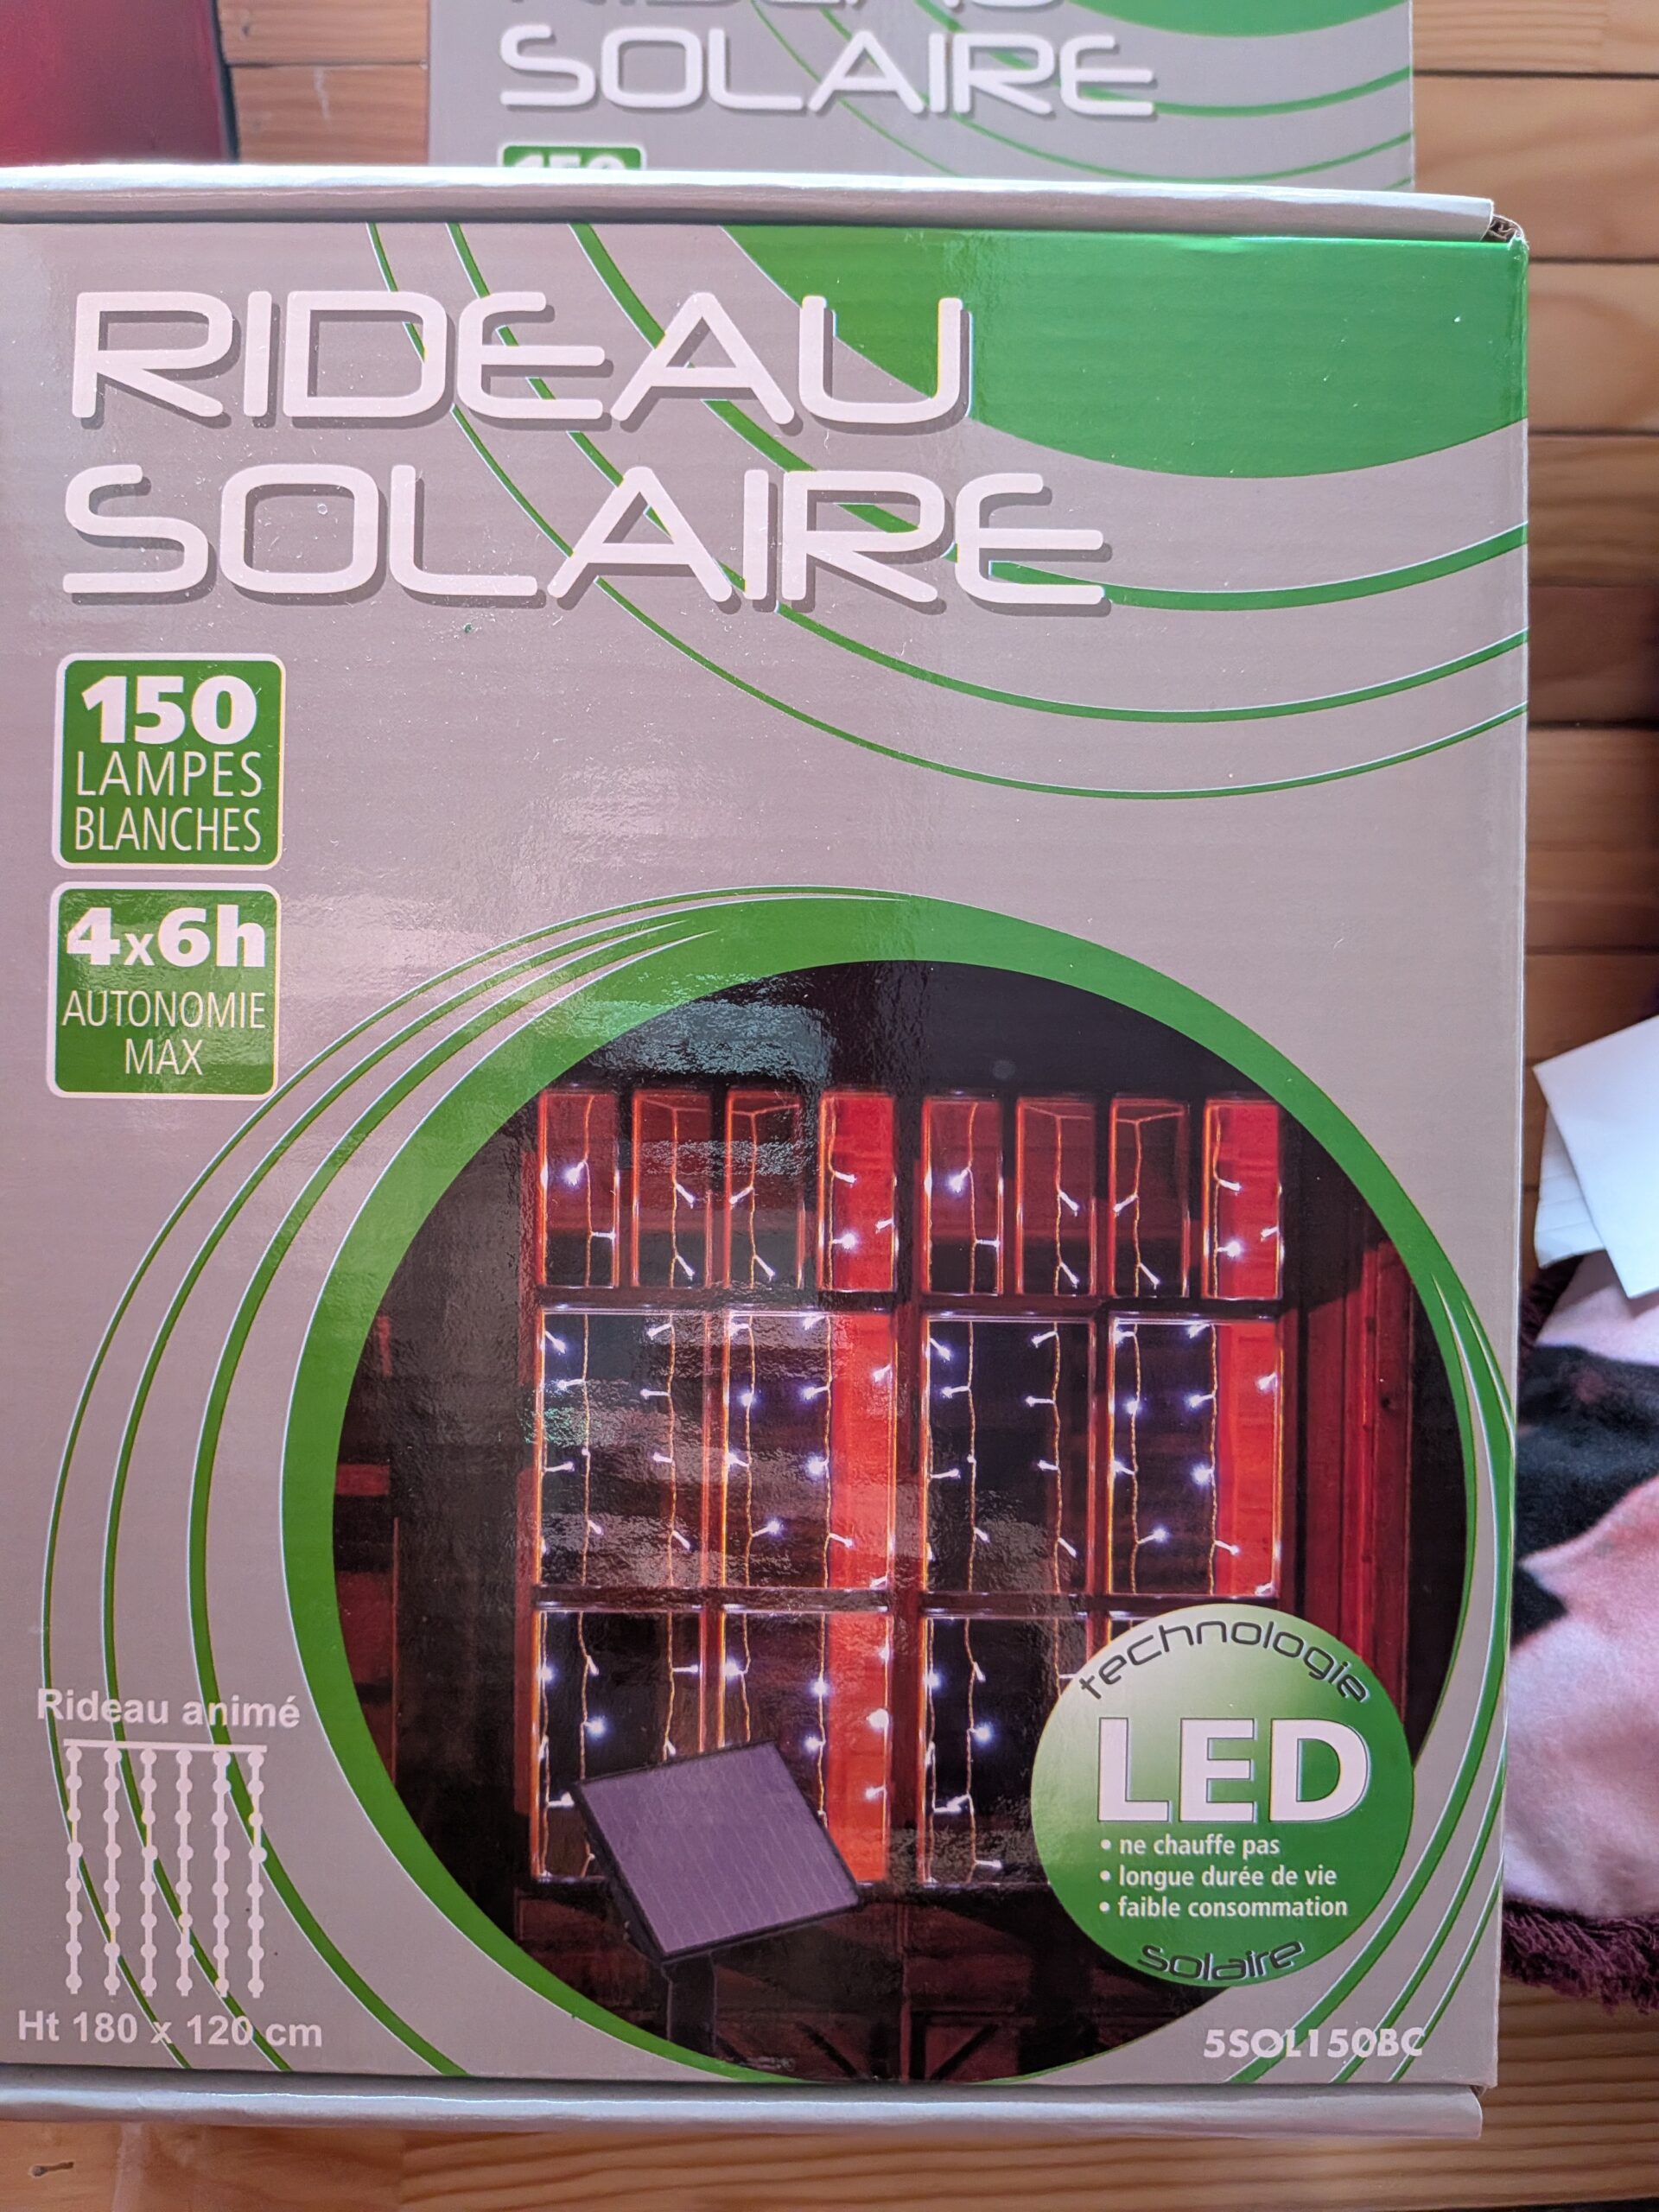 SOLAIRE
150
RIDEAU
SOLAIRE
150
LAMPES
BLANCHES
4x6h
AUTONOMIE
MAX
Rideau animé
Ht 180 x 120 cm
technologie
LED
• ne chauffe pas
• longue durée de vie
• faible consommation
solaire
5SOL150BC